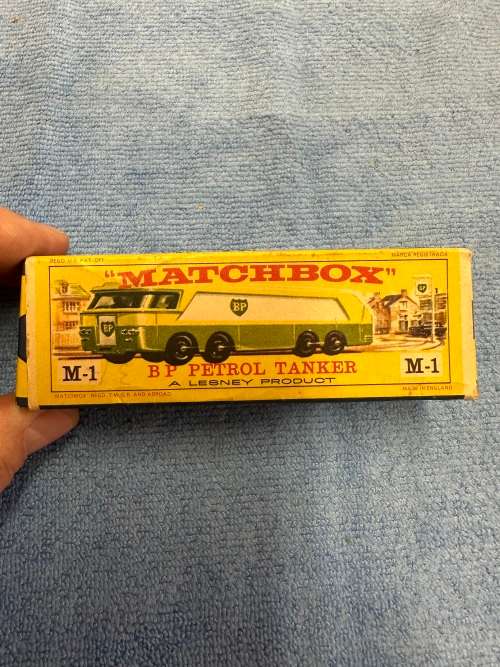 REGD. U.S. PAT. OFF.
MARCA REGISTRADA
"MATCHBOX"
BP
BP
BP
M-1
BP PETROL TANKER
M-1
A LESNEY PRODUCT
MATCHBOX REGD. T.M. G.B. AND ABROAD
MADE IN ENGLAND